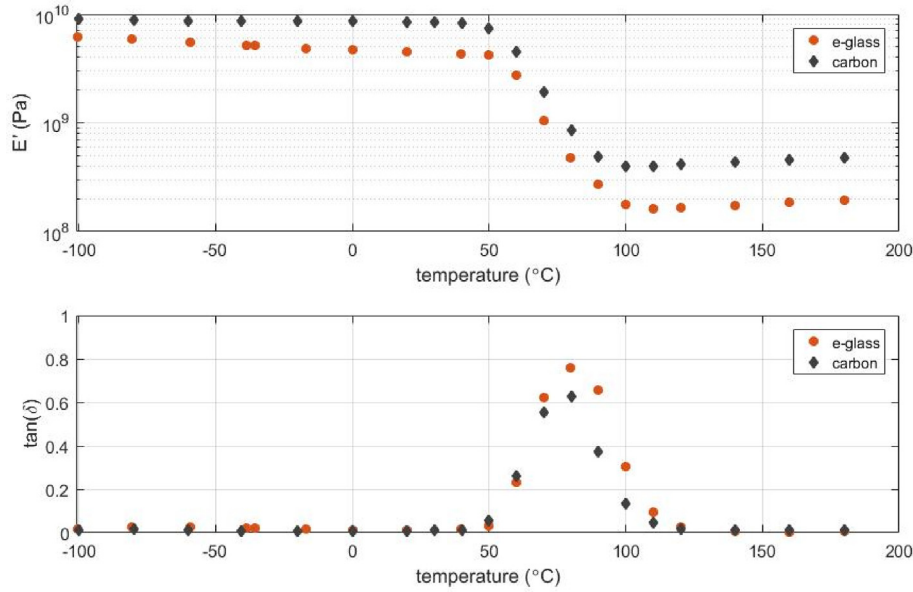 10^10
10^9
10^8
E' (Pa)
e-glass
carbon
-100 -50 0 50 100 150 200
temperature (°C)
1
0.8
0.6
0.4
0.2
0
tan(δ)
e-glass
carbon
-100 -50 0 50 100 150 200
temperature (°C)